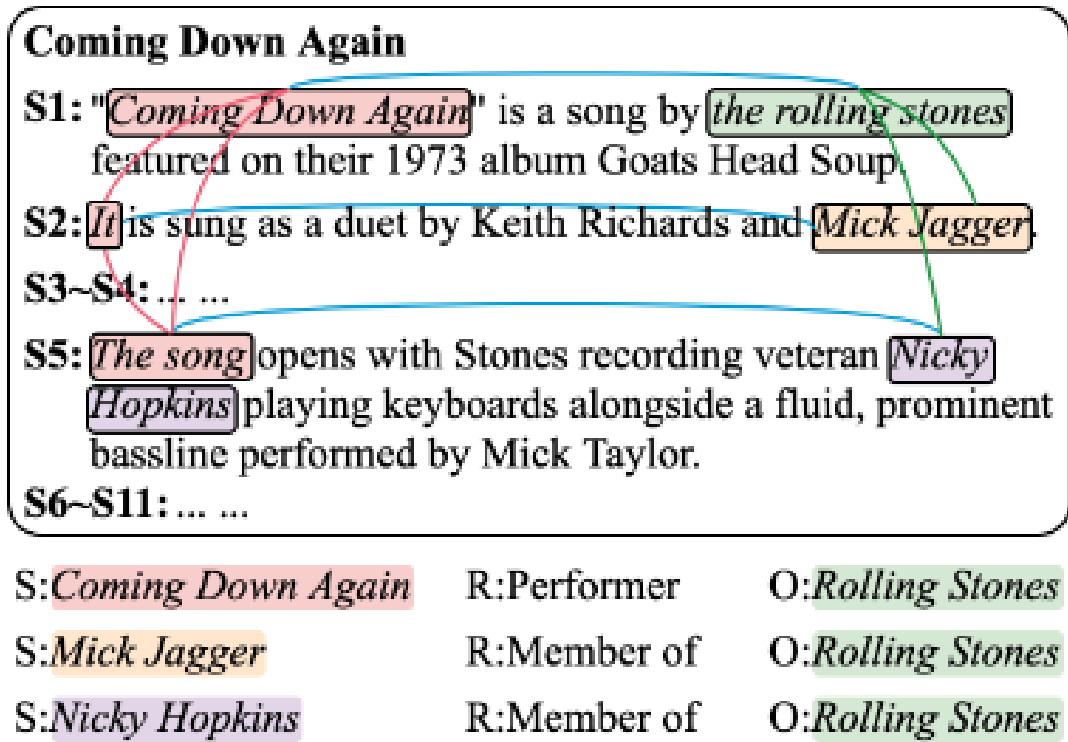 Coming Down Again
S1: "Coming Down Again" is a song by the rolling stones
featured on their 1973 album Goats Head Soup.
S2: It is sung as a duet by Keith Richards and Mick Jagger.
S3~S4: ... ...
S5: The song opens with Stones recording veteran Nicky
Hopkins playing keyboards alongside a fluid, prominent
bassline performed by Mick Taylor.
S6~S11: ... ...
S:Coming Down Again R:Performer O:Rolling Stones
S:Mick Jagger R:Member of O:Rolling Stones
S:Nicky Hopkins R:Member of O:Rolling Stones